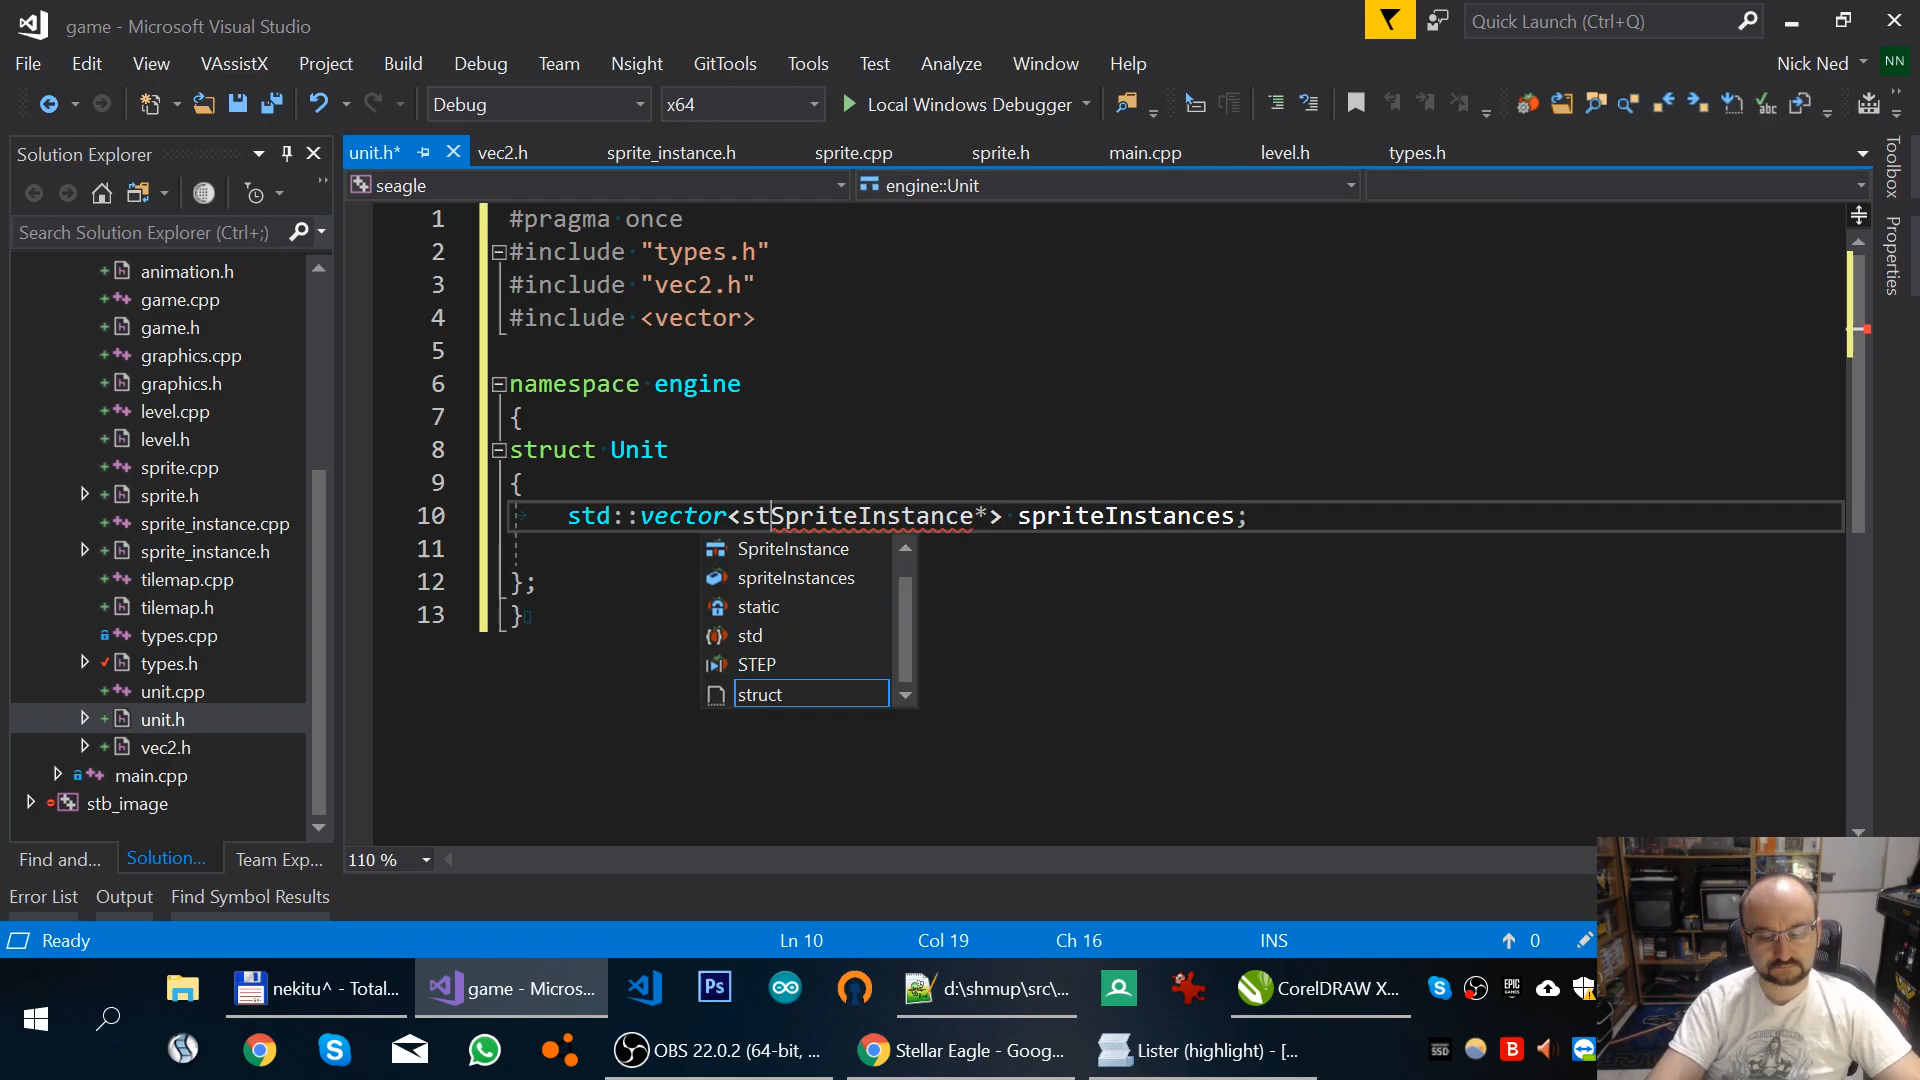 game - Microsoft Visual Studio
Quick Launch (Ctrl+Q)
File Edit View VAssistX Project Build Debug Team Nsight GitTools Tools Test Analyze Window Help
Nick Ned NN
Debug x64 Local Windows Debugger
Solution Explorer
Search Solution Explorer (Ctrl+;)
animation.h
game.cpp
game.h
graphics.cpp
graphics.h
level.cpp
level.h
sprite.cpp
sprite.h
sprite_instance.cpp
sprite_instance.h
tilemap.cpp
tilemap.h
types.cpp
types.h
unit.cpp
unit.h
vec2.h
main.cpp
stb_image
Find and... Solution... Team Exp...
unit.h* vec2.h sprite_instance.h sprite.cpp sprite.h main.cpp level.h types.h
seagle engine::Unit
1 #pragma once
2 #include "types.h"
3 #include "vec2.h"
4 #include <vector>
5
6 namespace engine
7 {
8 struct Unit
9 {
10 std::vector<stSpriteInstance*> spriteInstances;
11
12 };
13 }
SpriteInstance
spriteInstances
static
std
STEP
struct
Toolbox
Properties
110 %
Error List Output Find Symbol Results
Ready Ln 10 Col 19 Ch 16 INS 0
nekitu^ - Total... game - Micros... Ps d:\shmup\src\... CorelDRAW X... EPIC GAMES
OBS 22.0.2 (64-bit, ... Stellar Eagle - Goog... Lister (highlight) - [... SSD B